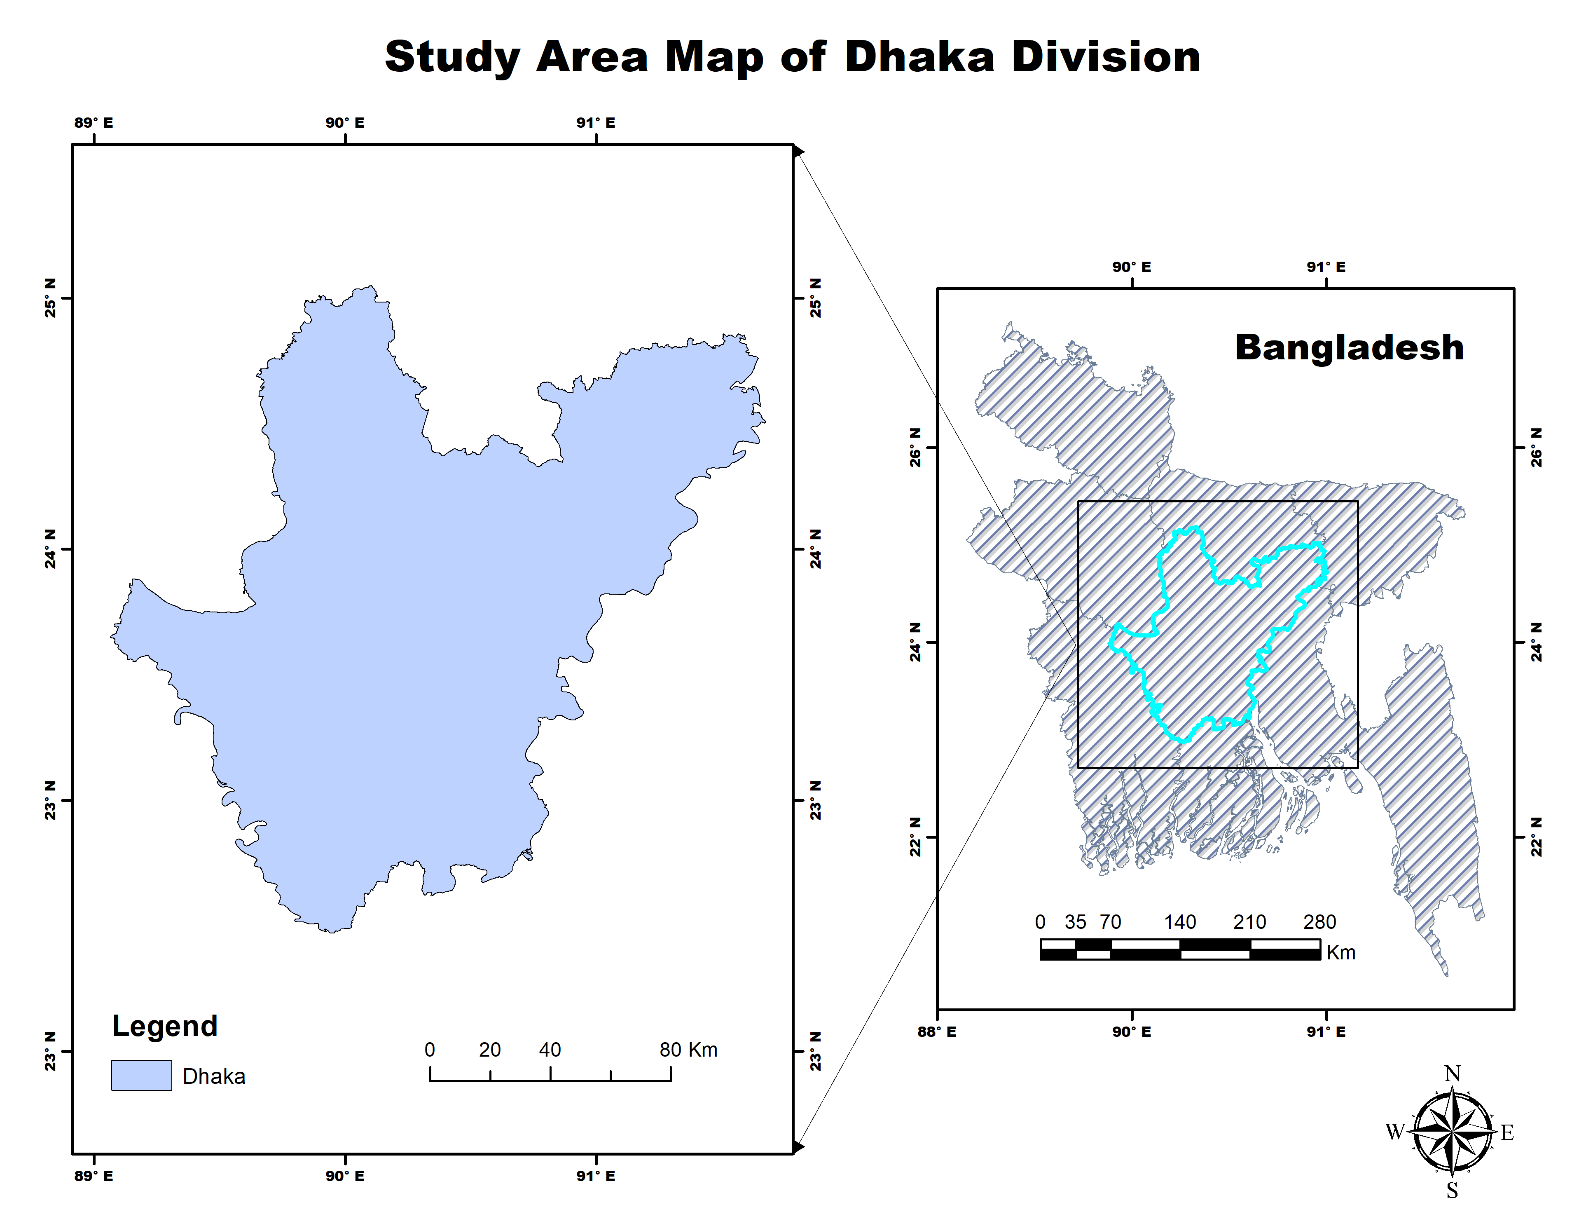 Study Area Map of Dhaka Division
89° E 90° E 91° E
25° N 25° N
24° N 24° N
23° N 23° N
23° N 23° N
Legend
Dhaka
0 20 40 80 Km
89° E 90° E 91° E
90° E 91° E
Bangladesh
26° N 26° N
24° N 24° N
22° N 22° N
0 35 70 140 210 280
Km
88° E 90° E 91° E
N
W E
S